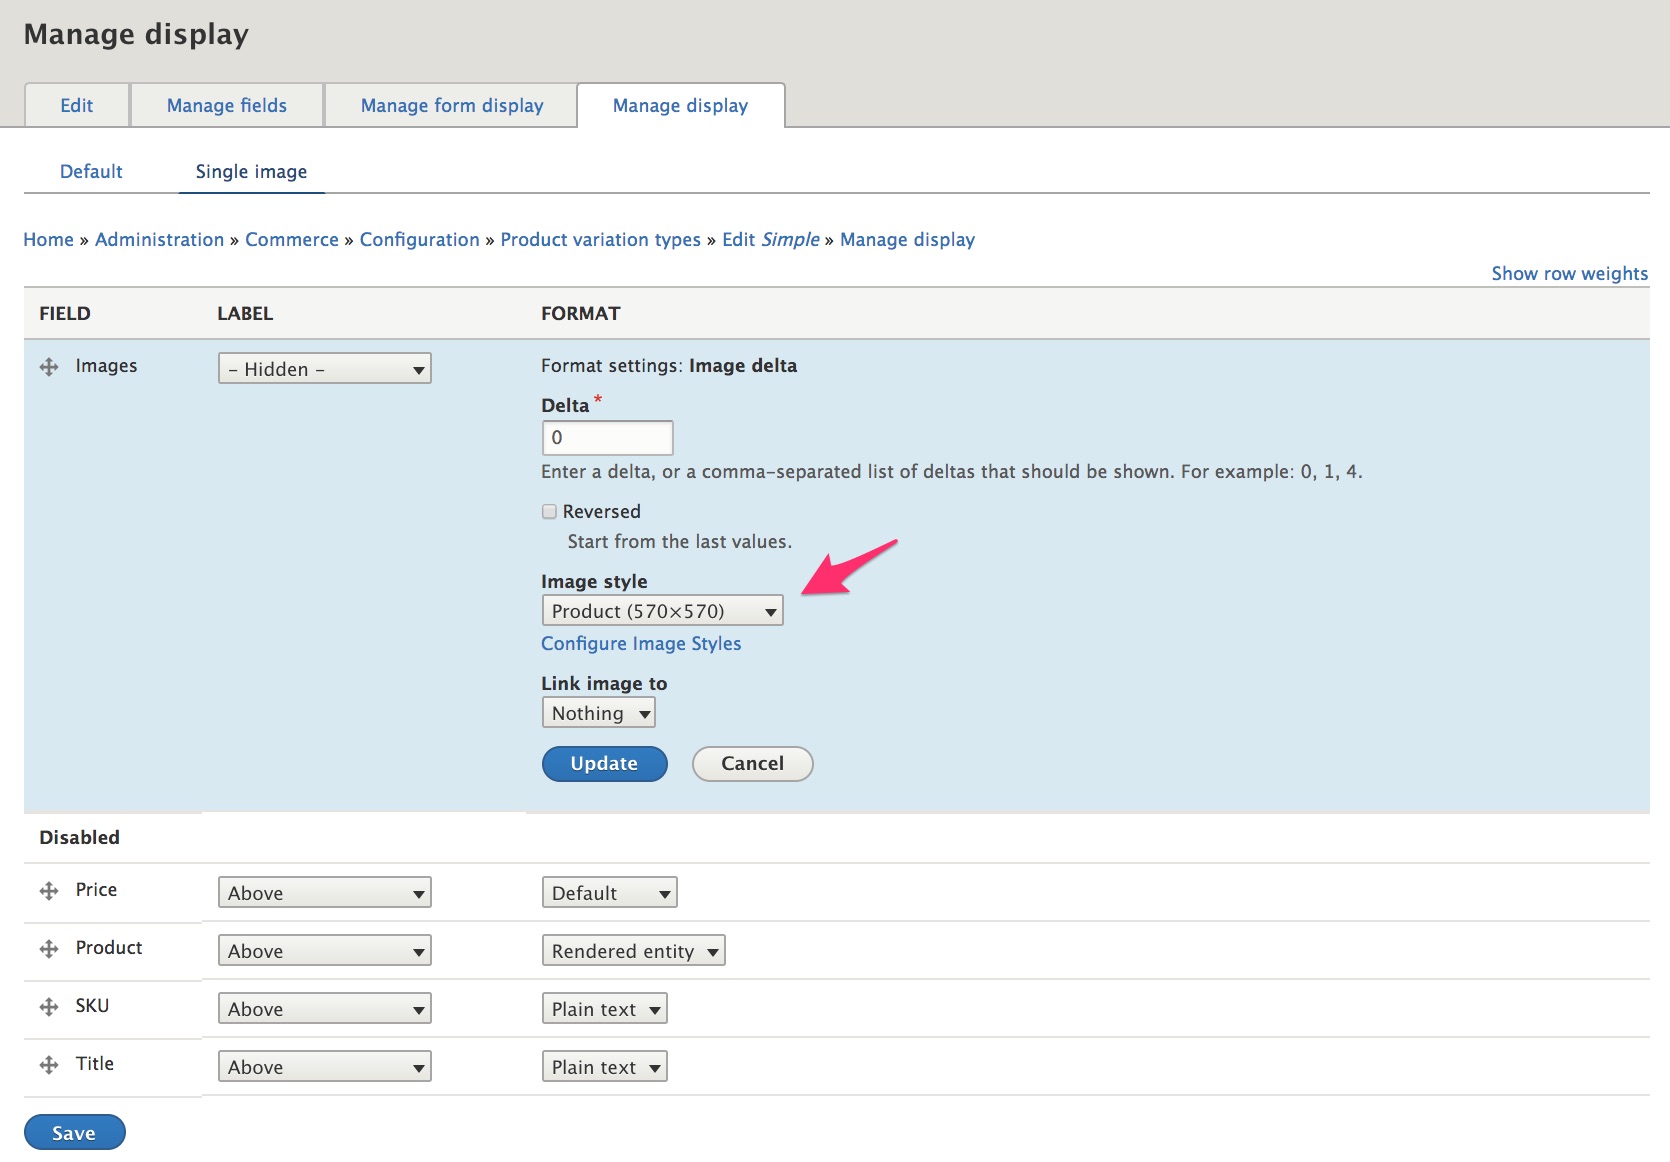 Manage display
Edit Manage fields Manage form display Manage display
Default Single image
Home » Administration » Commerce » Configuration » Product variation types » Edit Simple » Manage display
Show row weights
FIELD LABEL FORMAT
Images - Hidden - Format settings: Image delta
Delta *
0
Enter a delta, or a comma-separated list of deltas that should be shown. For example: 0, 1, 4.
Reversed
Start from the last values.
Image style
Product (570×570)
Configure Image Styles
Link image to
Nothing
Update Cancel
Disabled
Price Above Default
Product Above Rendered entity
SKU Above Plain text
Title Above Plain text
Save